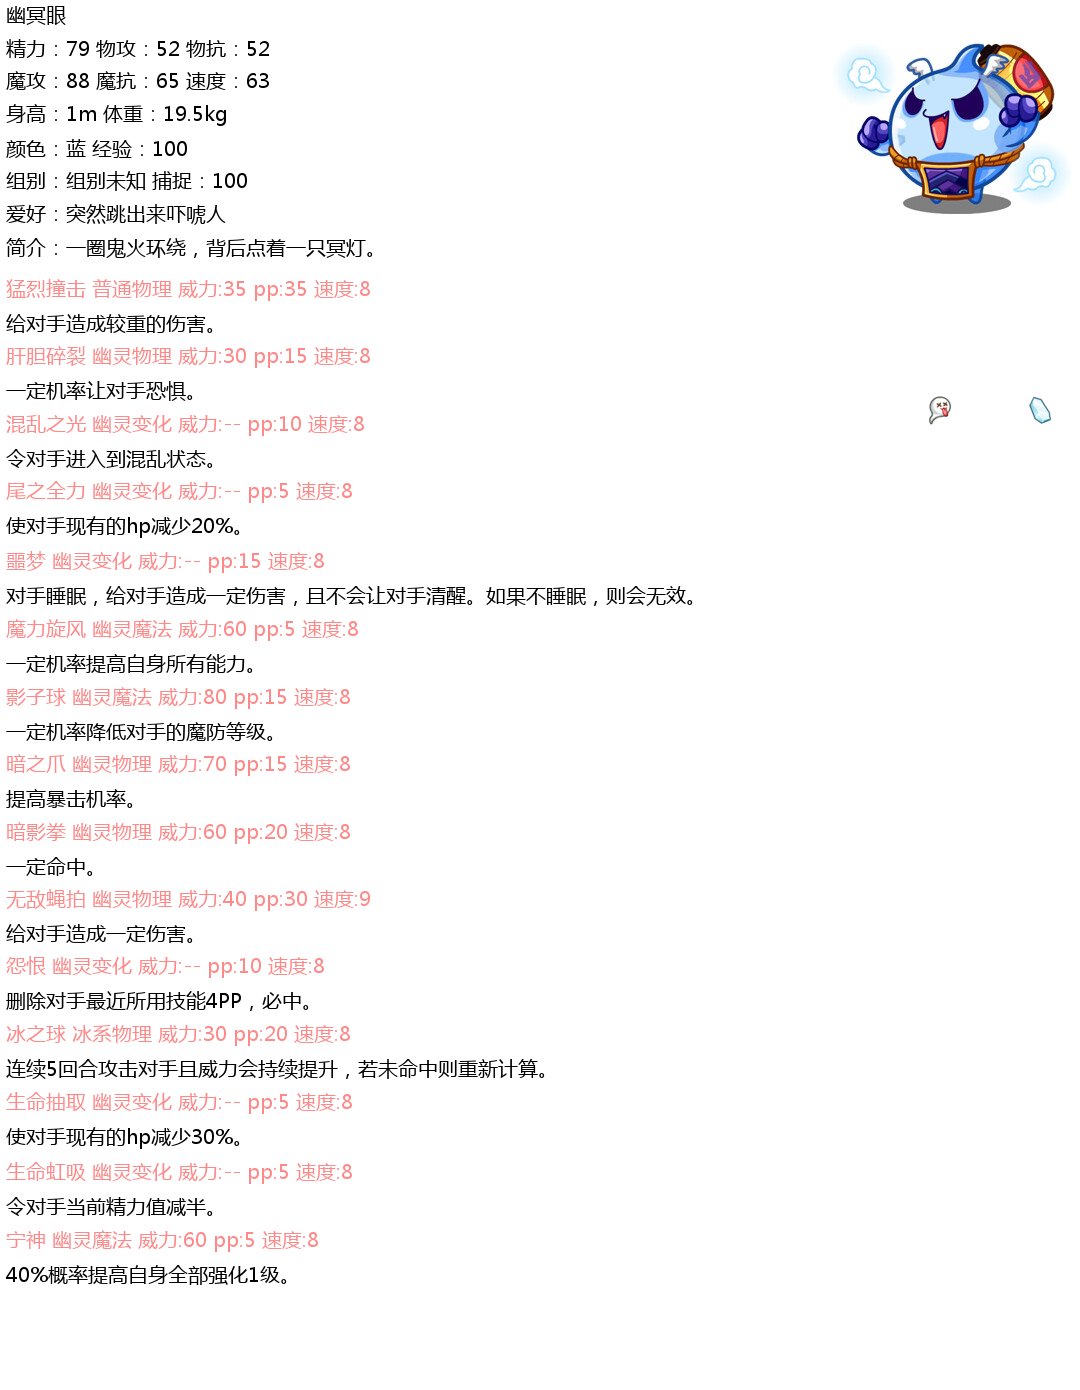 幽冥眼
精力：79 物攻：52 物抗：52
魔攻：88 魔抗：65 速度：63
身高：1m 体重：19.5kg
颜色：蓝 经验：100
组别：组别未知 捕捉：100
爱好：突然跳出来吓唬人
简介：一圈鬼火环绕，背后点着一只冥灯。
猛烈撞击 普通物理 威力:35 pp:35 速度:8
给对手造成较重的伤害。
肝胆碎裂 幽灵物理 威力:30 pp:15 速度:8
一定机率让对手恐惧。
混乱之光 幽灵变化 威力:-- pp:10 速度:8
令对手进入到混乱状态。
尾之全力 幽灵变化 威力:-- pp:5 速度:8
使对手现有的hp减少20%。
噩梦 幽灵变化 威力:-- pp:15 速度:8
对手睡眠，给对手造成一定伤害，且不会让对手清醒。如果不睡眠，则会无效。
魔力旋风 幽灵魔法 威力:60 pp:5 速度:8
一定机率提高自身所有能力。
影子球 幽灵魔法 威力:80 pp:15 速度:8
一定机率降低对手的魔防等级。
暗之爪 幽灵物理 威力:70 pp:15 速度:8
提高暴击机率。
暗影拳 幽灵物理 威力:60 pp:20 速度:8
一定命中。
无敌蝇拍 幽灵物理 威力:40 pp:30 速度:9
给对手造成一定伤害。
怨恨 幽灵变化 威力:-- pp:10 速度:8
删除对手最近所用技能4PP，必中。
冰之球 冰系物理 威力:30 pp:20 速度:8
连续5回合攻击对手且威力会持续提升，若未命中则重新计算。
生命抽取 幽灵变化 威力:-- pp:5 速度:8
使对手现有的hp减少30%。
生命虹吸 幽灵变化 威力:-- pp:5 速度:8
令对手当前精力值减半。
宁神 幽灵魔法 威力:60 pp:5 速度:8
40%概率提高自身全部强化1级。